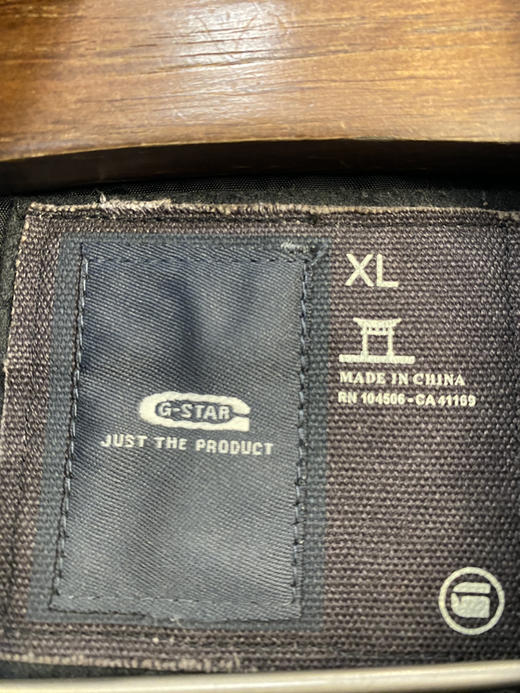 XL
MADE IN CHINA
RN 104506 - CA 41169
G-STAR
JUST THE PRODUCT